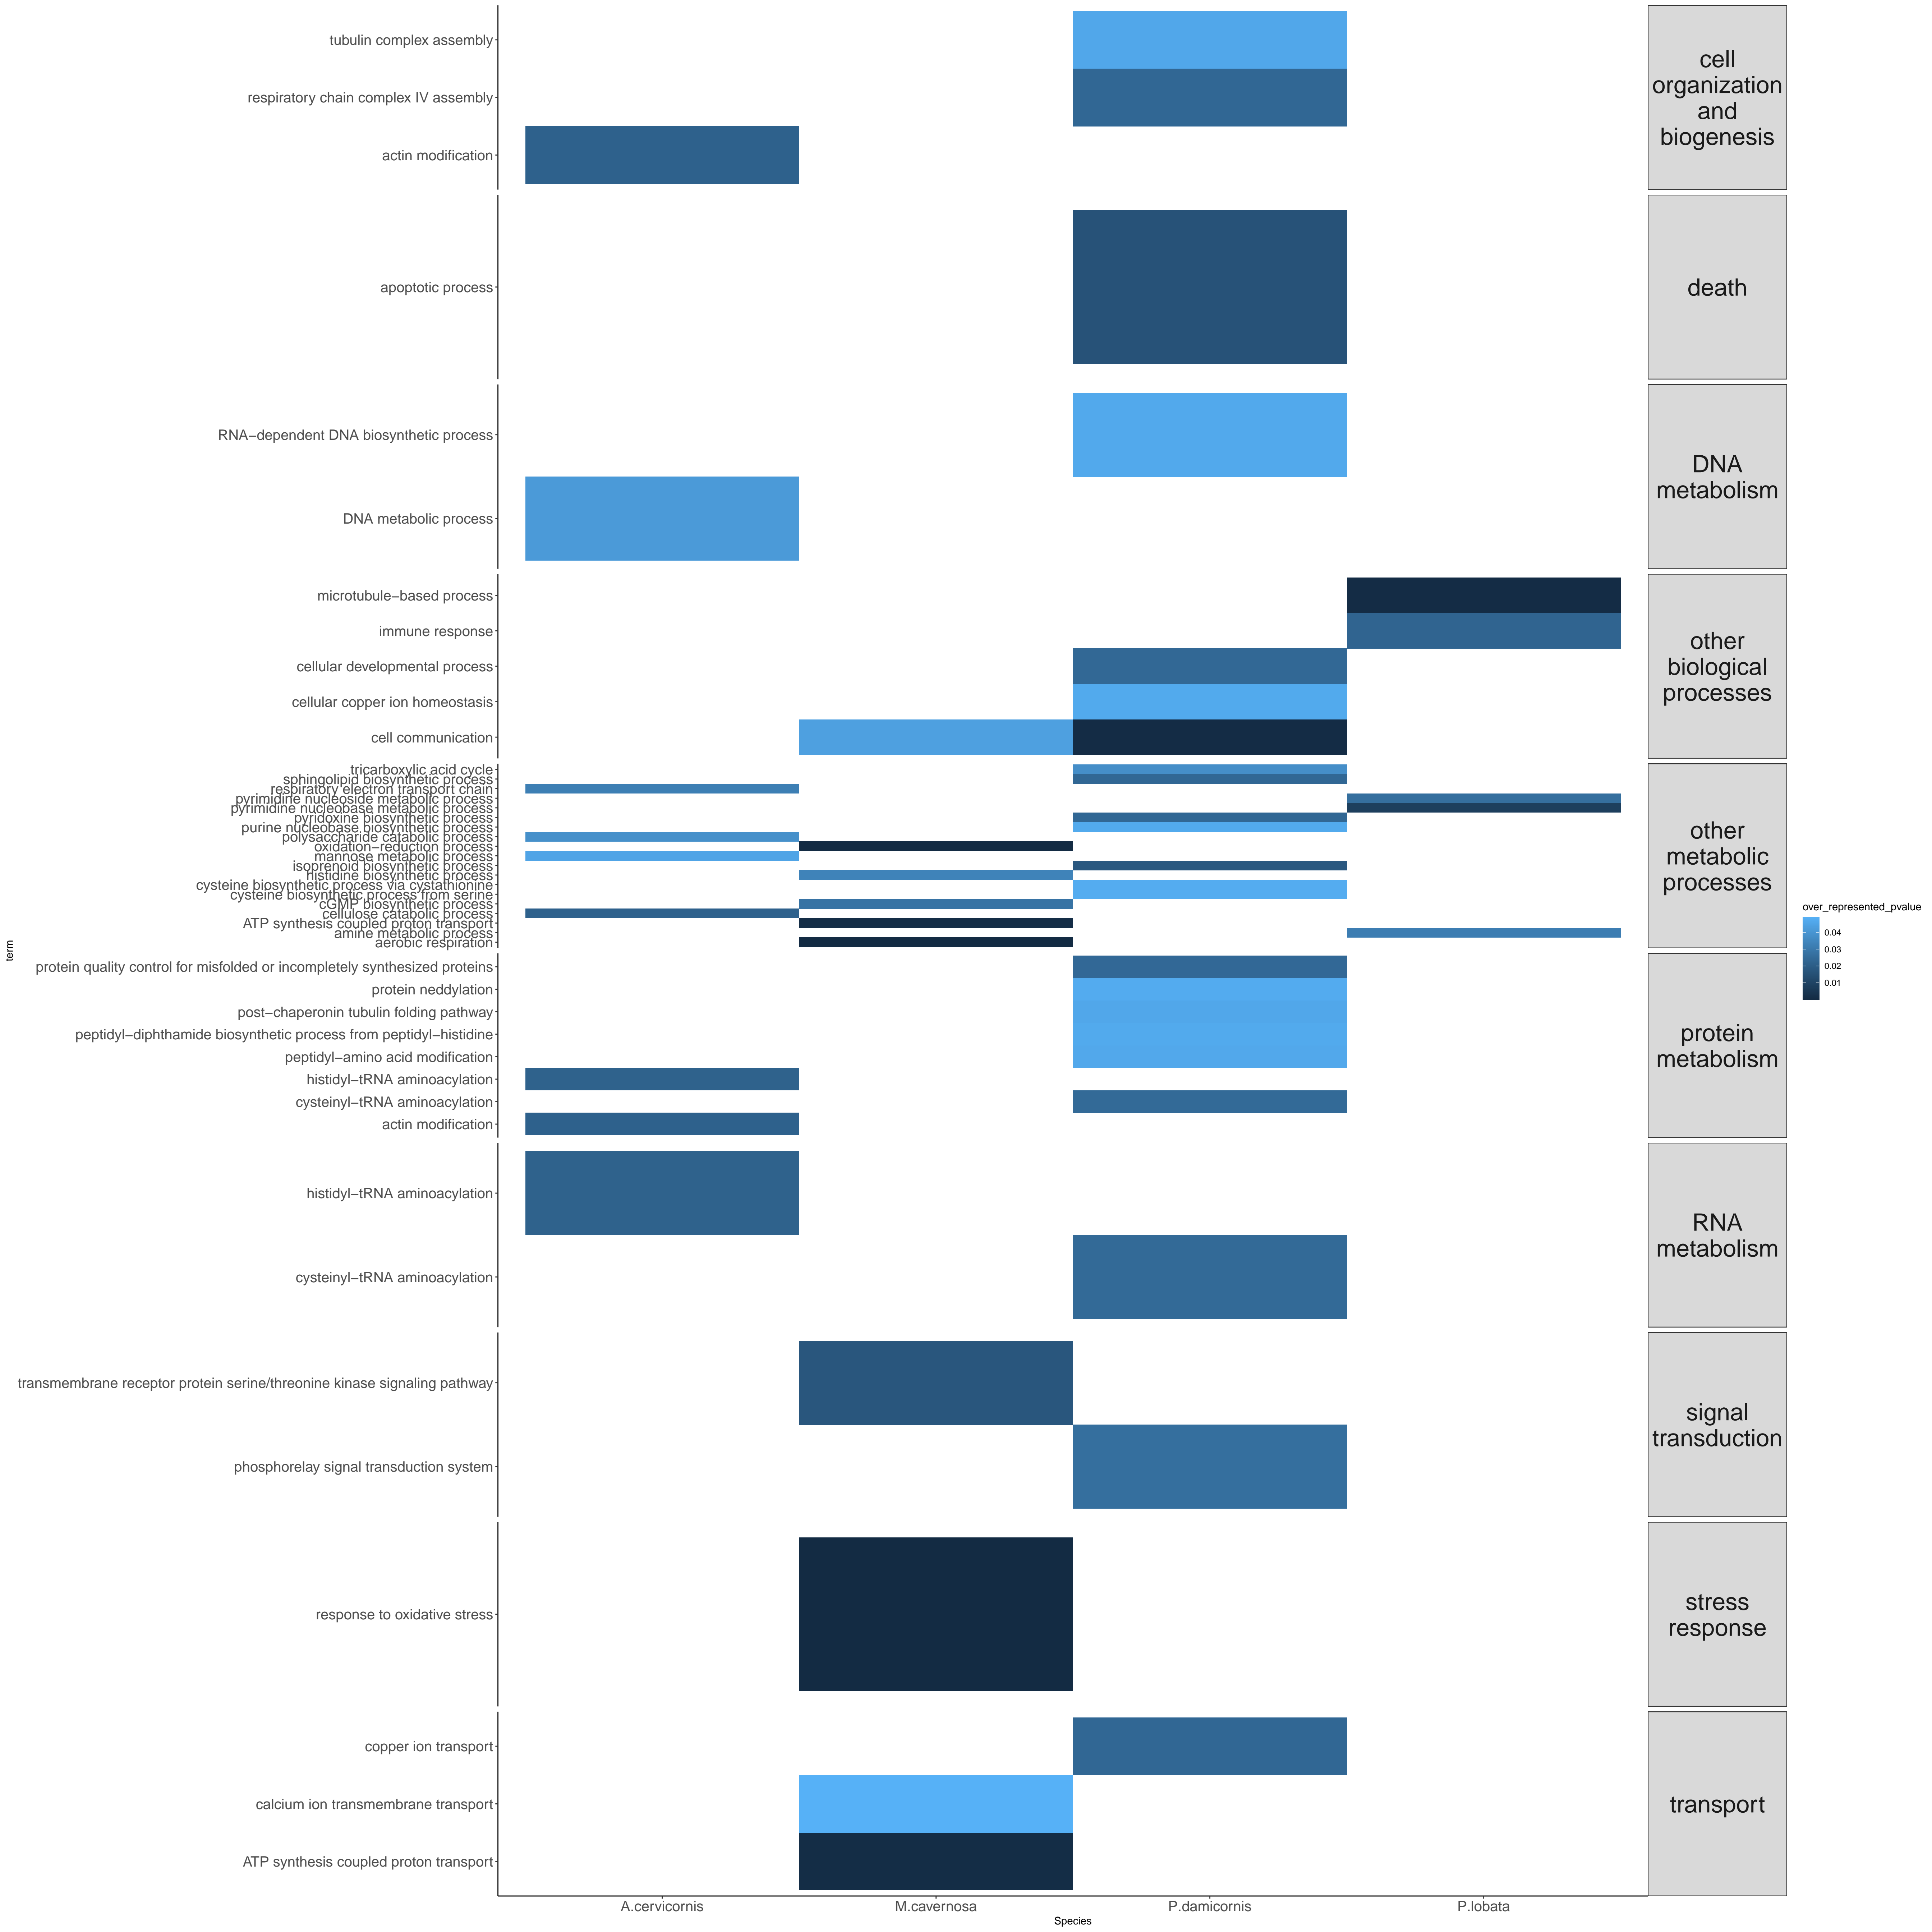 tubulin complex assembly
respiratory chain complex IV assembly
actin modification
cell
organization
and
biogenesis
apoptotic process
death
RNA−dependent DNA biosynthetic process
DNA metabolic process
DNA
metabolism
microtubule−based process
immune response
cellular developmental process
cellular copper ion homeostasis
cell communication
other
biological
processes
tricarboxylic acid cycle
sphingolipid biosynthetic process
respiratory electron transport chain
pyrimidine nucleoside metabolic process
pyrimidine nucleobase metabolic process
pyridoxine biosynthetic process
purine nucleobase biosynthetic process
polysaccharide catabolic process
oxidation−reduction process
mannose metabolic process
isoprenoid biosynthetic process
histidine biosynthetic process
cysteine biosynthetic process via cystathionine
cysteine biosynthetic process from serine
cGMP biosynthetic process
cellulose catabolic process
ATP synthesis coupled proton transport
amine metabolic process
aerobic respiration
other
metabolic
processes
protein quality control for misfolded or incompletely synthesized proteins
protein neddylation
post−chaperonin tubulin folding pathway
peptidyl−diphthamide biosynthetic process from peptidyl−histidine
peptidyl−amino acid modification
histidyl−tRNA aminoacylation
cysteinyl−tRNA aminoacylation
actin modification
protein
metabolism
histidyl−tRNA aminoacylation
cysteinyl−tRNA aminoacylation
RNA
metabolism
transmembrane receptor protein serine/threonine kinase signaling pathway
phosphorelay signal transduction system
signal
transduction
response to oxidative stress
stress
response
copper ion transport
calcium ion transmembrane transport
ATP synthesis coupled proton transport
transport
A.cervicornis
M.cavernosa
P.damicornis
P.lobata
Species
term
over_represented_pvalue
0.04
0.03
0.02
0.01